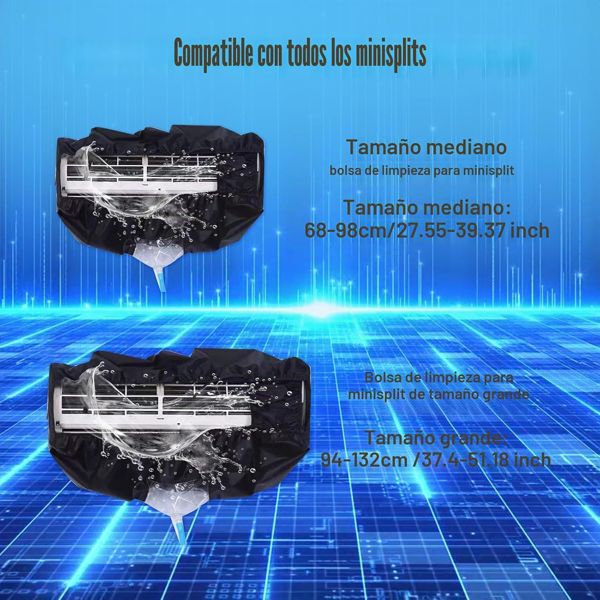 Compatible con todos los minisplits
Tamaño mediano
bolsa de limpieza para minisplit
Tamaño mediano:
68-98cm/27.55-39.37 inch
Bolsa de limpieza para
minisplit de tamaño grande
Tamaño grande:
94-132cm /37.4-51.18 inch